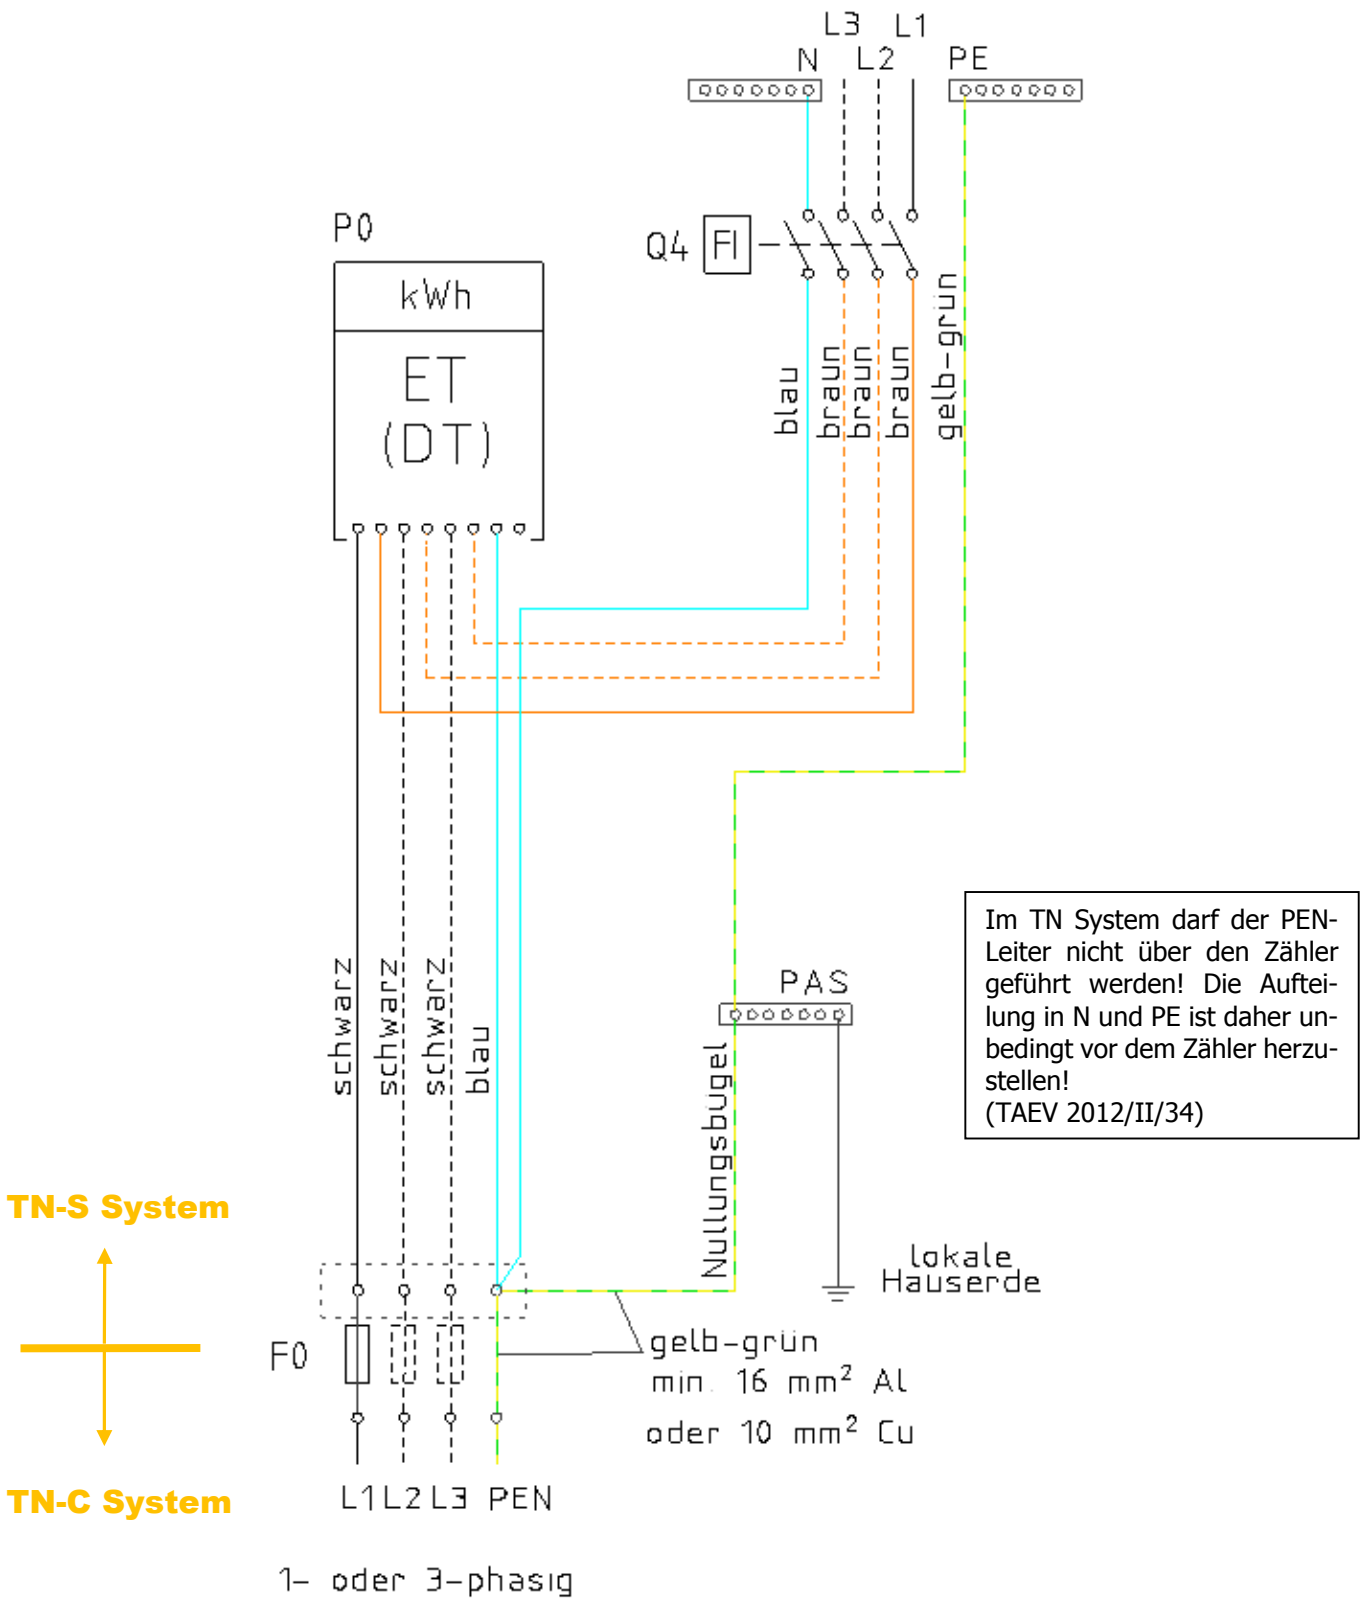 L3 L1
N L2 PE
P0
Q4 FI
kWh
ET
(DT)
blau
braun
braun
braun
gelb-grün
schwarz
schwarz
schwarz
blau
PAS
Nullungsbügel
Im TN System darf der PEN-
Leiter nicht über den Zähler
geführt werden! Die Auftei-
lung in N und PE ist daher un-
bedingt vor dem Zähler herzu-
stellen!
(TAEV 2012/II/34)
TN-S System
lokale
Hauserde
F0
gelb-grün
min. 16 mm² Al
oder 10 mm² Cu
TN-C System
L1 L2 L3 PEN
1- oder 3-phasig